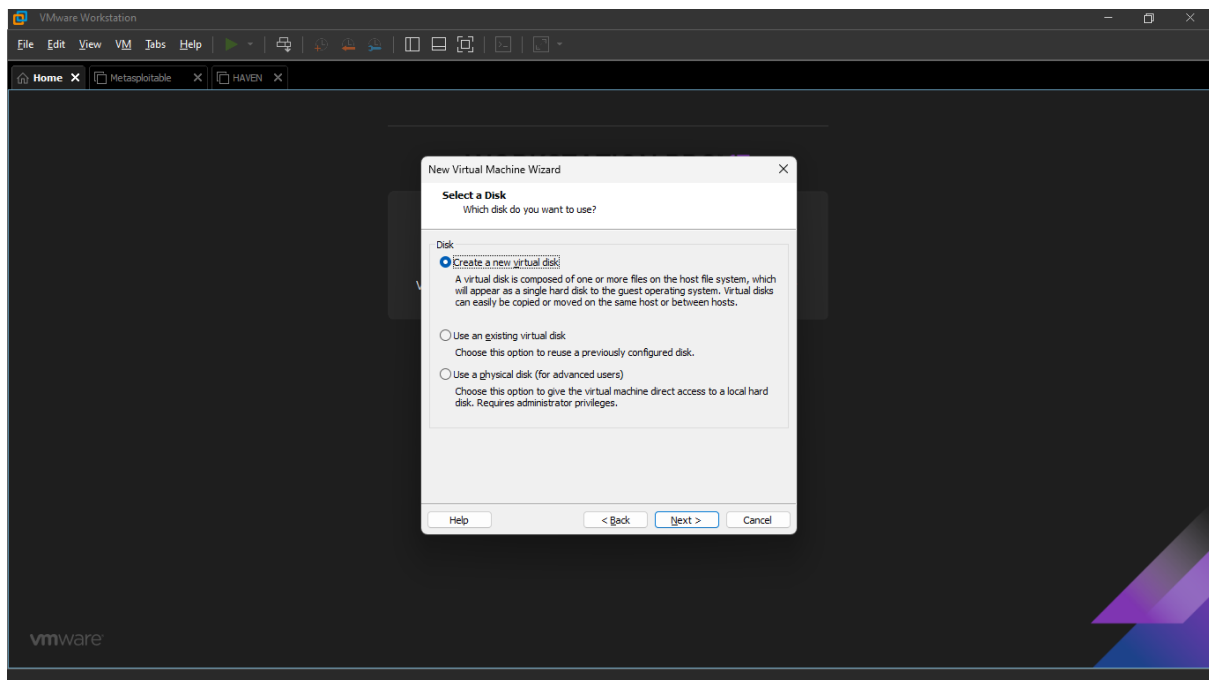 VMware Workstation
File Edit View VM Tabs Help
Home Metasploitable HAVEN
New Virtual Machine Wizard
Select a Disk
Which disk do you want to use?
Disk
Create a new virtual disk
A virtual disk is composed of one or more files on the host file system, which
will appear as a single hard disk to the guest operating system. Virtual disks
can easily be copied or moved on the same host or between hosts.
Use an existing virtual disk
Choose this option to reuse a previously configured disk.
Use a physical disk (for advanced users)
Choose this option to give the virtual machine direct access to a local hard
disk. Requires administrator privileges.
Help < Back Next > Cancel
vmware